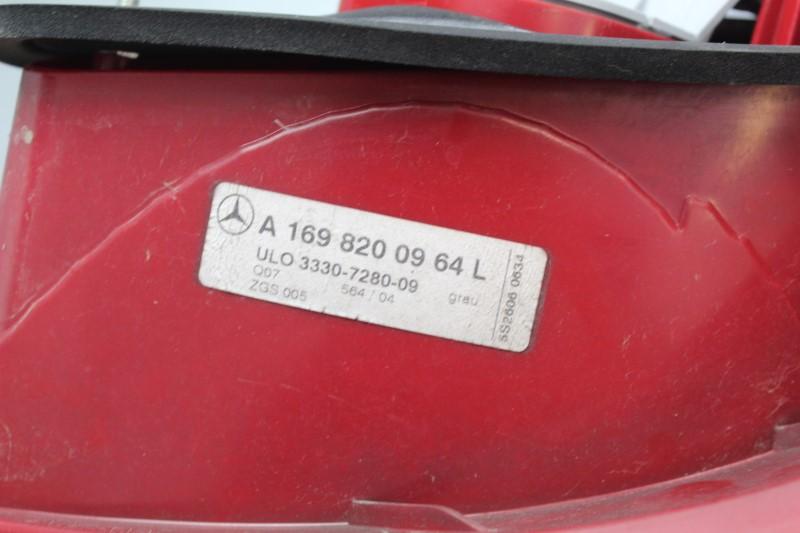 A 169 820 09 64 L
ULO 3330-7280-09
Q07 564/04 grau
ZGS 005
SS2606 0634